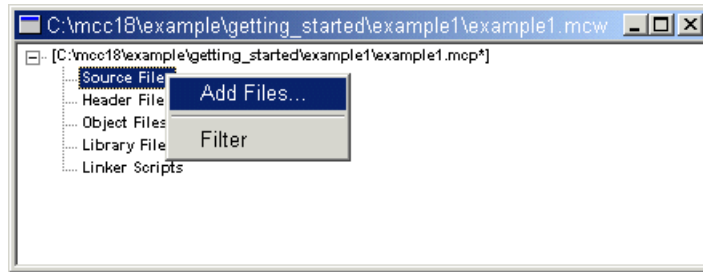 C:\mcc18\example\getting_started\example1\example1.mcw
[C:\mcc18\example\getting_started\example1\example1.mcp*]
Source File
Add Files...
Header File
Object Files
Filter
Library File
Linker Scripts